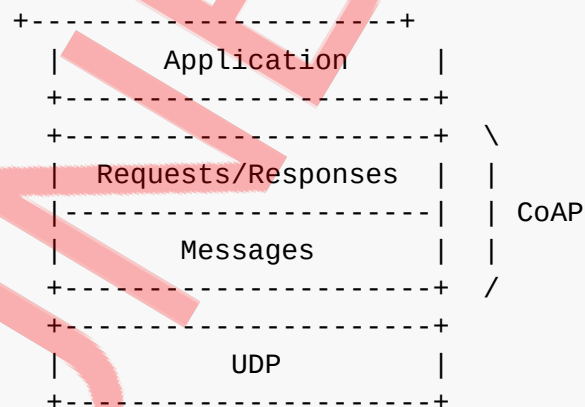 +----------------------+
|      Application     |
+----------------------+
+----------------------+  \
|  Requests/Responses  |  |
|----------------------|  | CoAP
|       Messages       |  |
+----------------------+  /
+----------------------+
|          UDP         |
+----------------------+